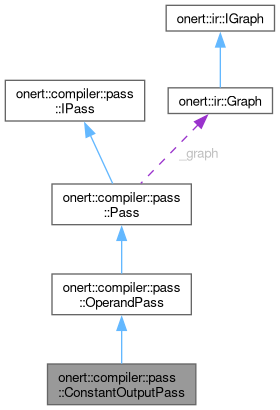 onert::ir::IGraph
onert::compiler::pass
::IPass
onert::ir::Graph
_graph
onert::compiler::pass
::Pass
onert::compiler::pass
::OperandPass
onert::compiler::pass
::ConstantOutputPass